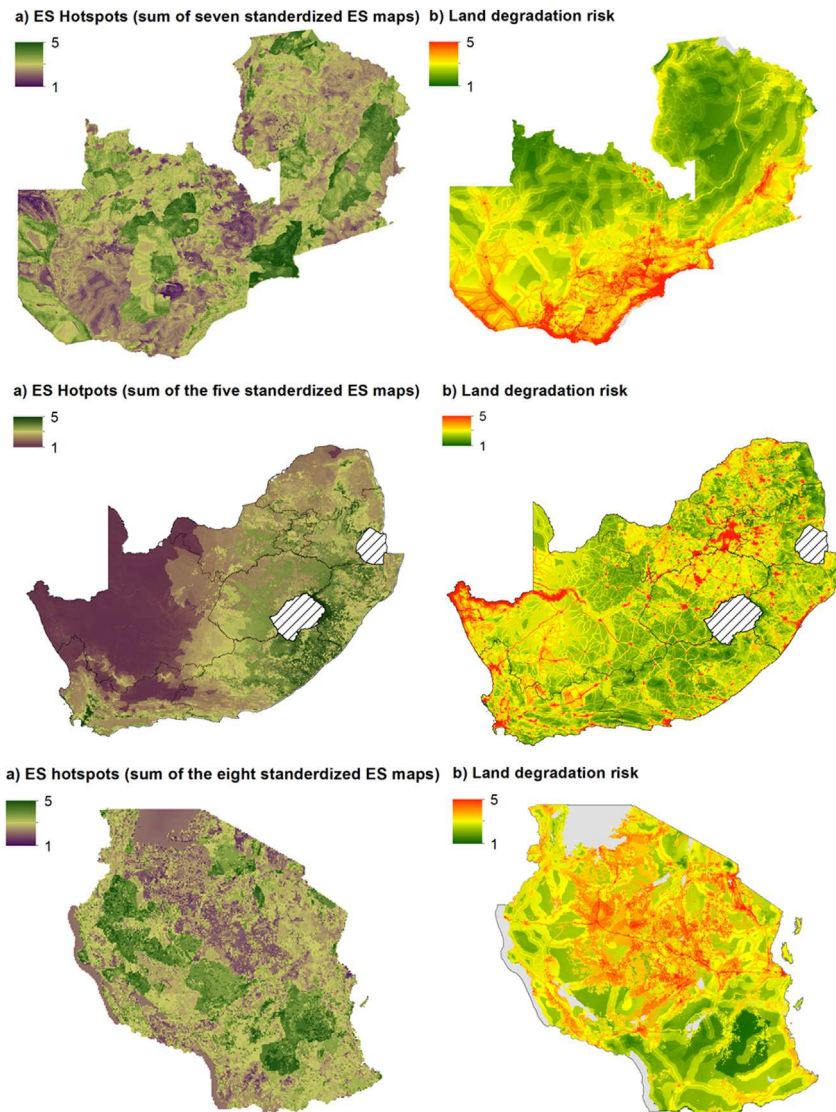 a) ES Hotspots (sum of seven standerdized ES maps)
b) Land degradation risk
5
1
5
1
a) ES Hotpots (sum of the five standerdized ES maps)
b) Land degradation risk
5
1
5
1
a) ES hotspots (sum of the eight standerdized ES maps)
b) Land degradation risk
5
1
5
1